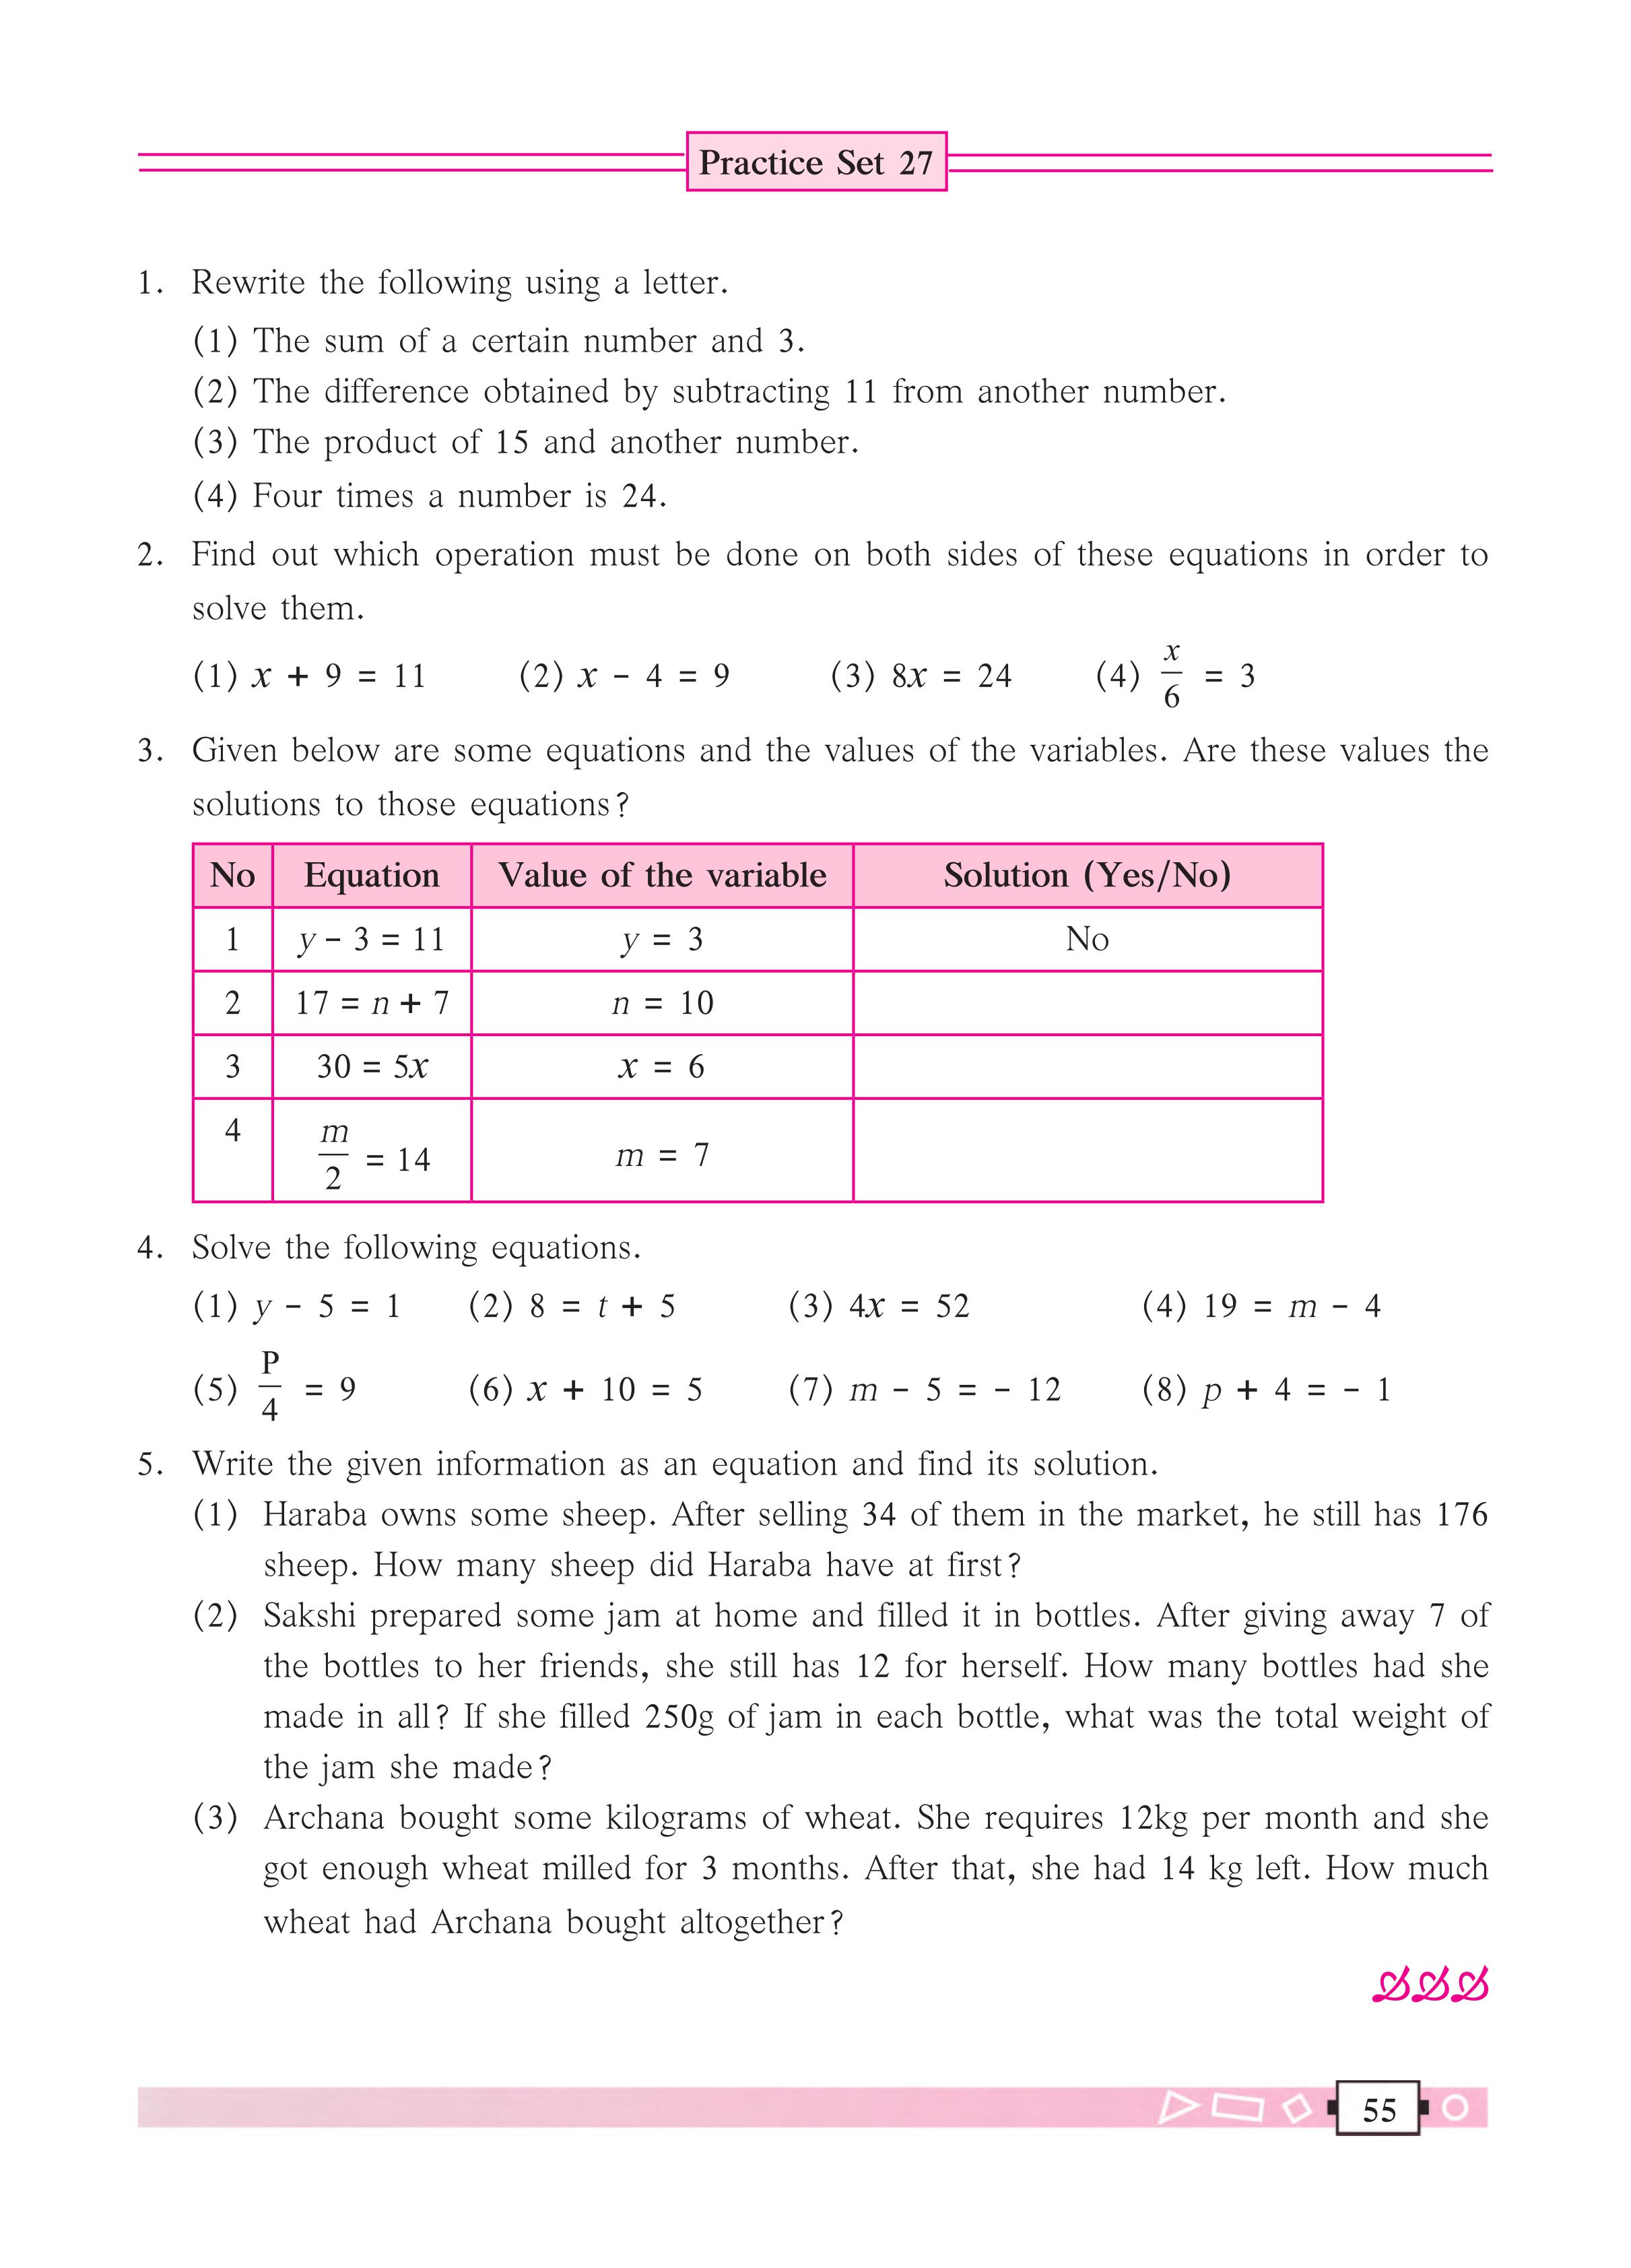 Practice Set 27
1. Rewrite the following using a letter.
(1) The sum of a certain number and 3.
(2) The difference obtained by subtracting 11 from another number.
(3) The product of 15 and another number.
(4) Four times a number is 24.
2. Find out which operation must be done on both sides of these equations in order to
solve them.
(1) x + 9 = 11 (2) x - 4 = 9 (3) 8x = 24 (4) x/6 = 3
3. Given below are some equations and the values of the variables. Are these values the
solutions to those equations?
No Equation Value of the variable Solution (Yes/No)
1 y - 3 = 11 y = 3 No
2 17 = n + 7 n = 10
3 30 = 5x x = 6
4 m/2 = 14 m = 7
4. Solve the following equations.
(1) y - 5 = 1 (2) 8 = t + 5 (3) 4x = 52 (4) 19 = m - 4
(5) P/4 = 9 (6) x + 10 = 5 (7) m - 5 = - 12 (8) p + 4 = - 1
5. Write the given information as an equation and find its solution.
(1) Haraba owns some sheep. After selling 34 of them in the market, he still has 176
sheep. How many sheep did Haraba have at first?
(2) Sakshi prepared some jam at home and filled it in bottles. After giving away 7 of
the bottles to her friends, she still has 12 for herself. How many bottles had she
made in all? If she filled 250g of jam in each bottle, what was the total weight of
the jam she made?
(3) Archana bought some kilograms of wheat. She requires 12kg per month and she
got enough wheat milled for 3 months. After that, she had 14 kg left. How much
wheat had Archana bought altogether?
55